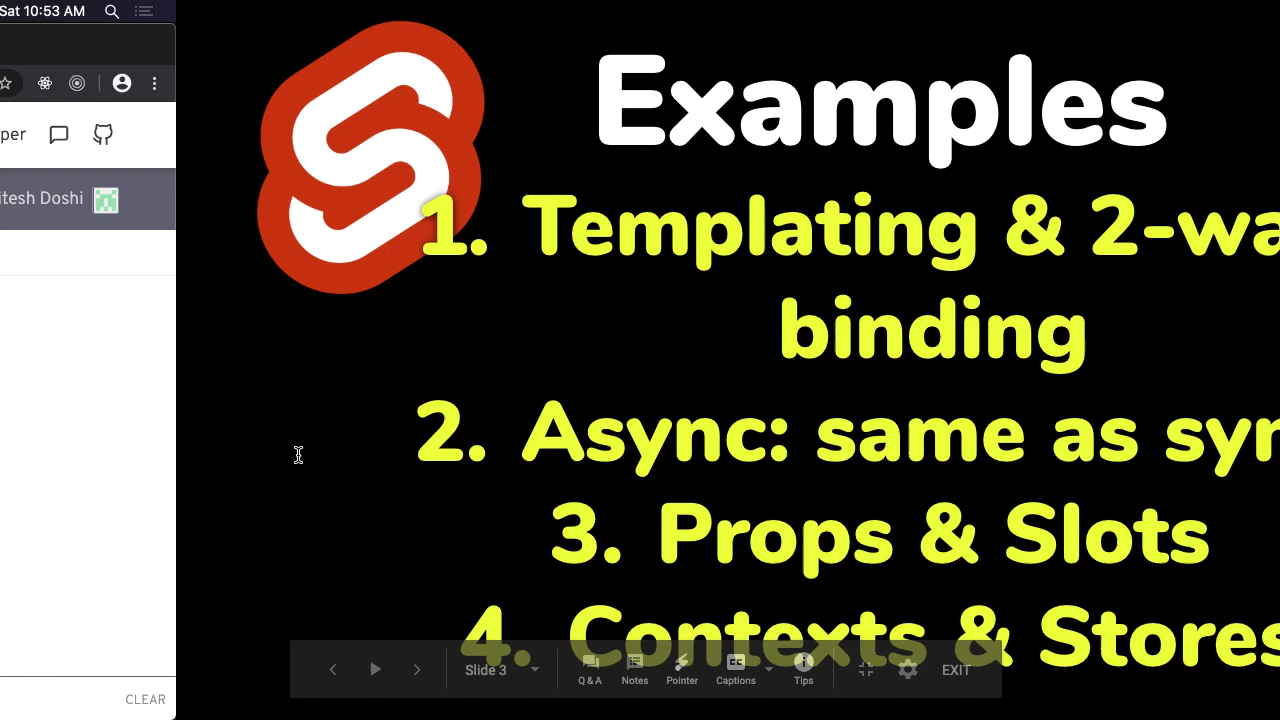 Sat 10:53 AM
per
itesh Doshi
CLEAR
Examples
1. Templating & 2-wa
binding
2. Async: same as syn
3. Props & Slots
4. Contexts & Stores
Slide 3
Q & A
Notes
Pointer
Captions
Tips
EXIT